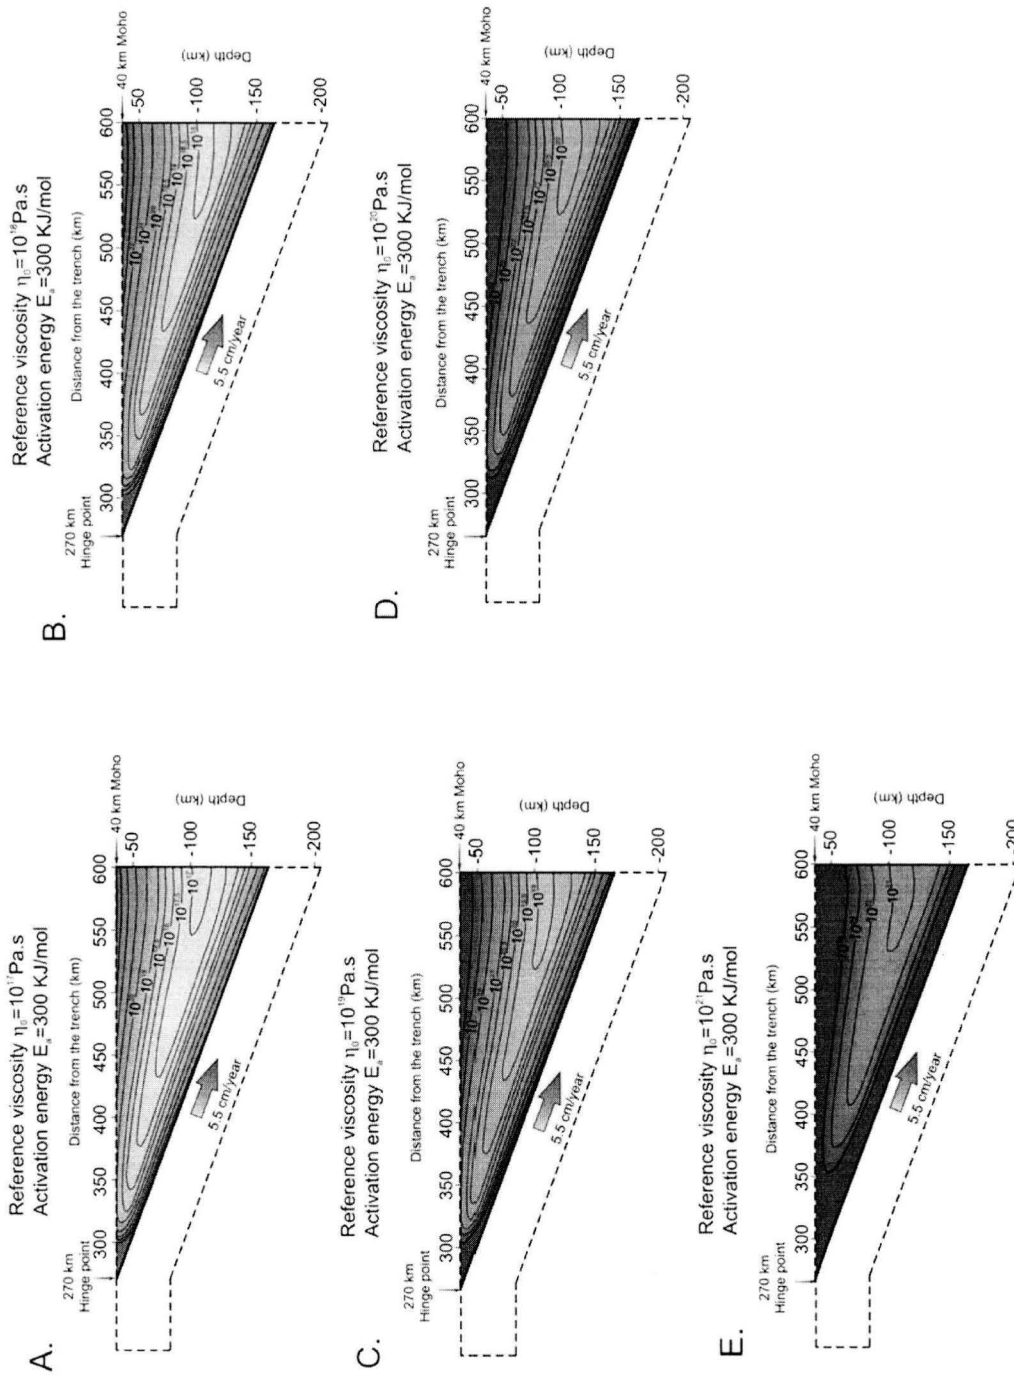 A.
Reference viscosity η₀=10¹⁷Pa.s
Activation energy Eₐ=300 KJ/mol
270 km
Hinge point
Distance from the trench (km)
300 350 400 450 500 550 600
40 km Moho
-50
-100
-150
-200
Depth (km)
5.5 cm/year
B.
Reference viscosity η₀=10¹⁸Pa.s
Activation energy Eₐ=300 KJ/mol
270 km
Hinge point
Distance from the trench (km)
300 350 400 450 500 550 600
40 km Moho
-50
-100
-150
-200
Depth (km)
5.5 cm/year
C.
Reference viscosity η₀=10¹⁹Pa.s
Activation energy Eₐ=300 KJ/mol
270 km
Hinge point
Distance from the trench (km)
300 350 400 450 500 550 600
40 km Moho
-50
-100
-150
-200
Depth (km)
5.5 cm/year
D.
Reference viscosity η₀=10²⁰Pa.s
Activation energy Eₐ=300 KJ/mol
270 km
Hinge point
Distance from the trench (km)
300 350 400 450 500 550 600
40 km Moho
-50
-100
-150
-200
Depth (km)
5.5 cm/year
E.
Reference viscosity η₀=10²¹Pa.s
Activation energy Eₐ=300 KJ/mol
270 km
Hinge point
Distance from the trench (km)
300 350 400 450 500 550 600
40 km Moho
-50
-100
-150
-200
Depth (km)
5.5 cm/year